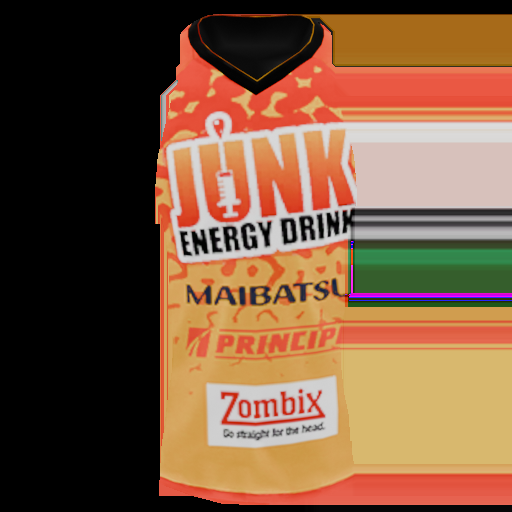 JUNK
ENERGY DRINK
MAIBATSU
PRINCIP
Zombix
Go straight for the head.